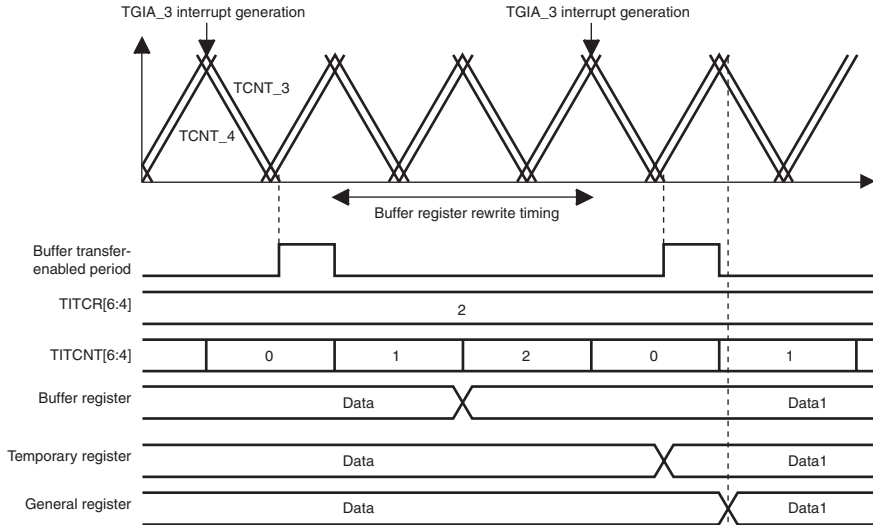 TGIA_3 interrupt generation
TGIA_3 interrupt generation
TCNT_3
TCNT_4
Buffer register rewrite timing
Buffer transfer-
enabled period
TITCR[6:4]
2
TITCNT[6:4]
0
1
2
0
1
Buffer register
Data
Data1
Temporary register
Data
Data1
General register
Data
Data1